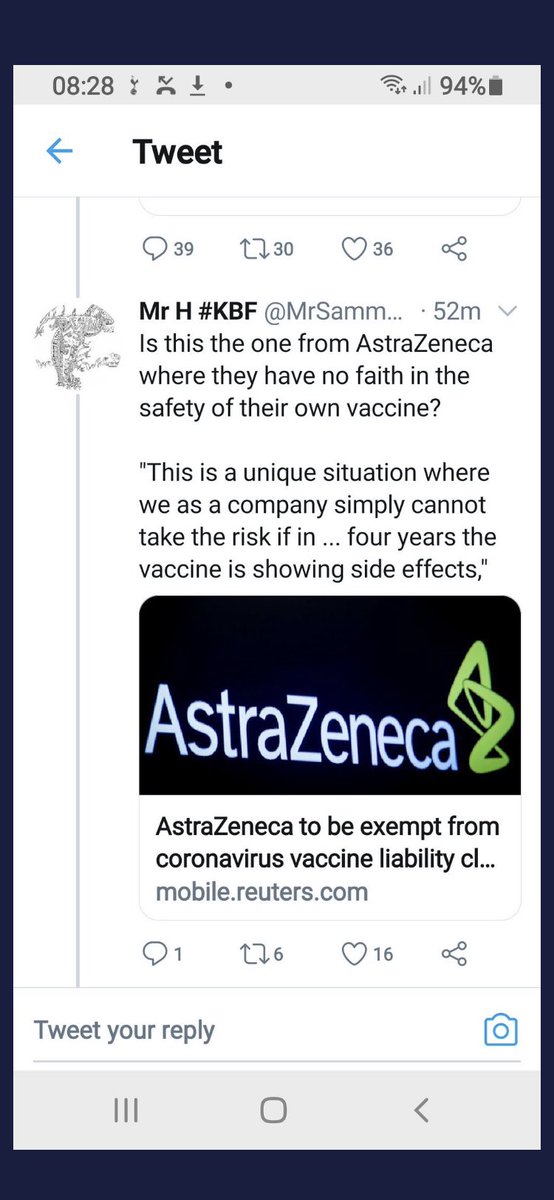 08:28 94%
Tweet
39 30 36
Mr H #KBF @MrSamm... · 52m
Is this the one from AstraZeneca
where they have no faith in the
safety of their own vaccine?
"This is a unique situation where
we as a company simply cannot
take the risk if in ... four years the
vaccine is showing side effects,"
AstraZeneca
AstraZeneca to be exempt from
coronavirus vaccine liability cl...
mobile.reuters.com
1 6 16
Tweet your reply